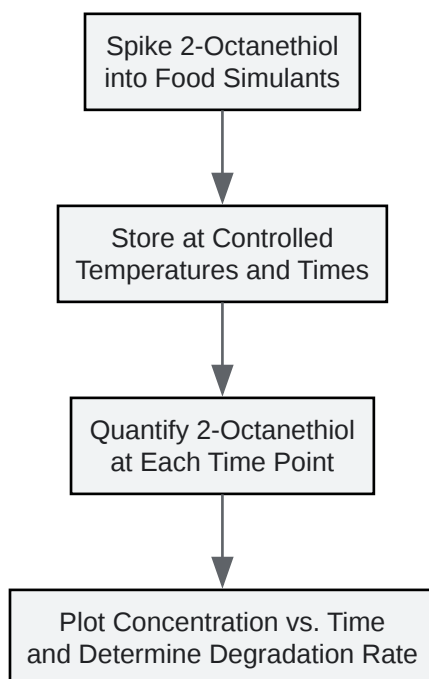 Spike 2-Octanethiol
into Food Simulants
Store at Controlled
Temperatures and Times
Quantify 2-Octanethiol
at Each Time Point
Plot Concentration vs. Time
and Determine Degradation Rate